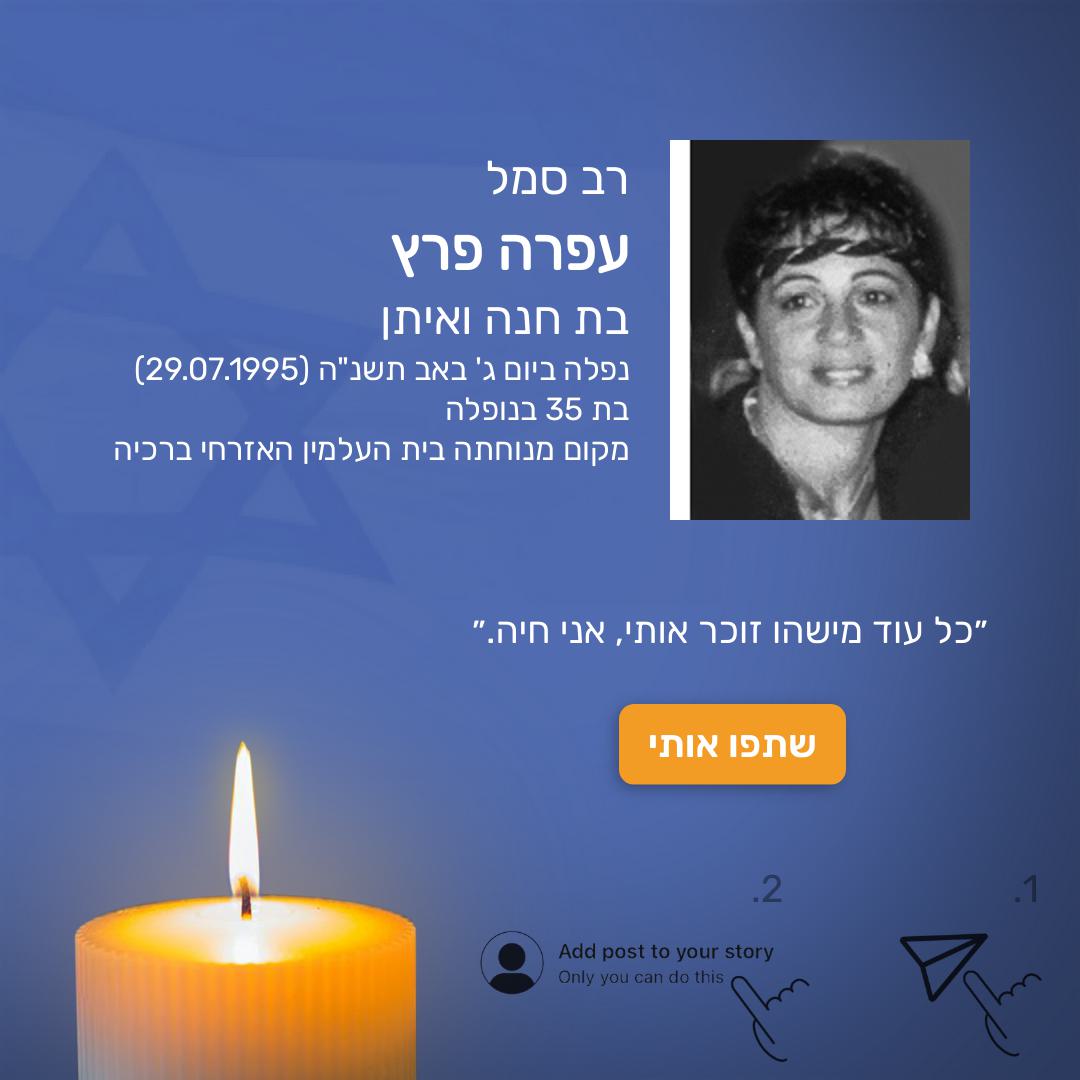 רב סמל
עפרה פרץ
בת חנה ואיתן
נפלה ביום ג' באב תשנ"ה (29.07.1995)
בת 35 בנופלה
מקום מנוחתה בית העלמין האזרחי ברכיה
״כל עוד מישהו זוכר אותי, אני חיה.״
שתפו אותי
1.
2.
Add post to your story
Only you can do this